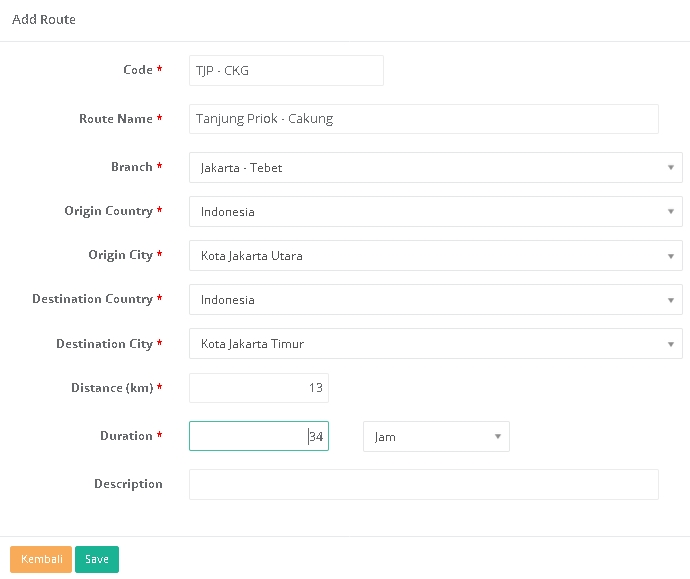 Add Route
Code * TJP - CKG
Route Name * Tanjung Priok - Cakung
Branch * Jakarta - Tebet
Origin Country * Indonesia
Origin City * Kota Jakarta Utara
Destination Country * Indonesia
Destination City * Kota Jakarta Timur
Distance (km) * 13
Duration * 34 Jam
Description
Kembali Save